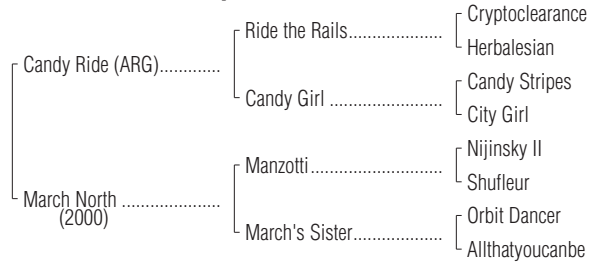 Cryptoclearance
Ride the Rails....................
Herbalesian
Candy Ride (ARG).............
Candy Stripes
Candy Girl ........................
City Girl
Nijinsky II
Manzotti............................
Shufleur
March North .....................
(2000)
Orbit Dancer
March's Sister...................
Allthatyoucanbe